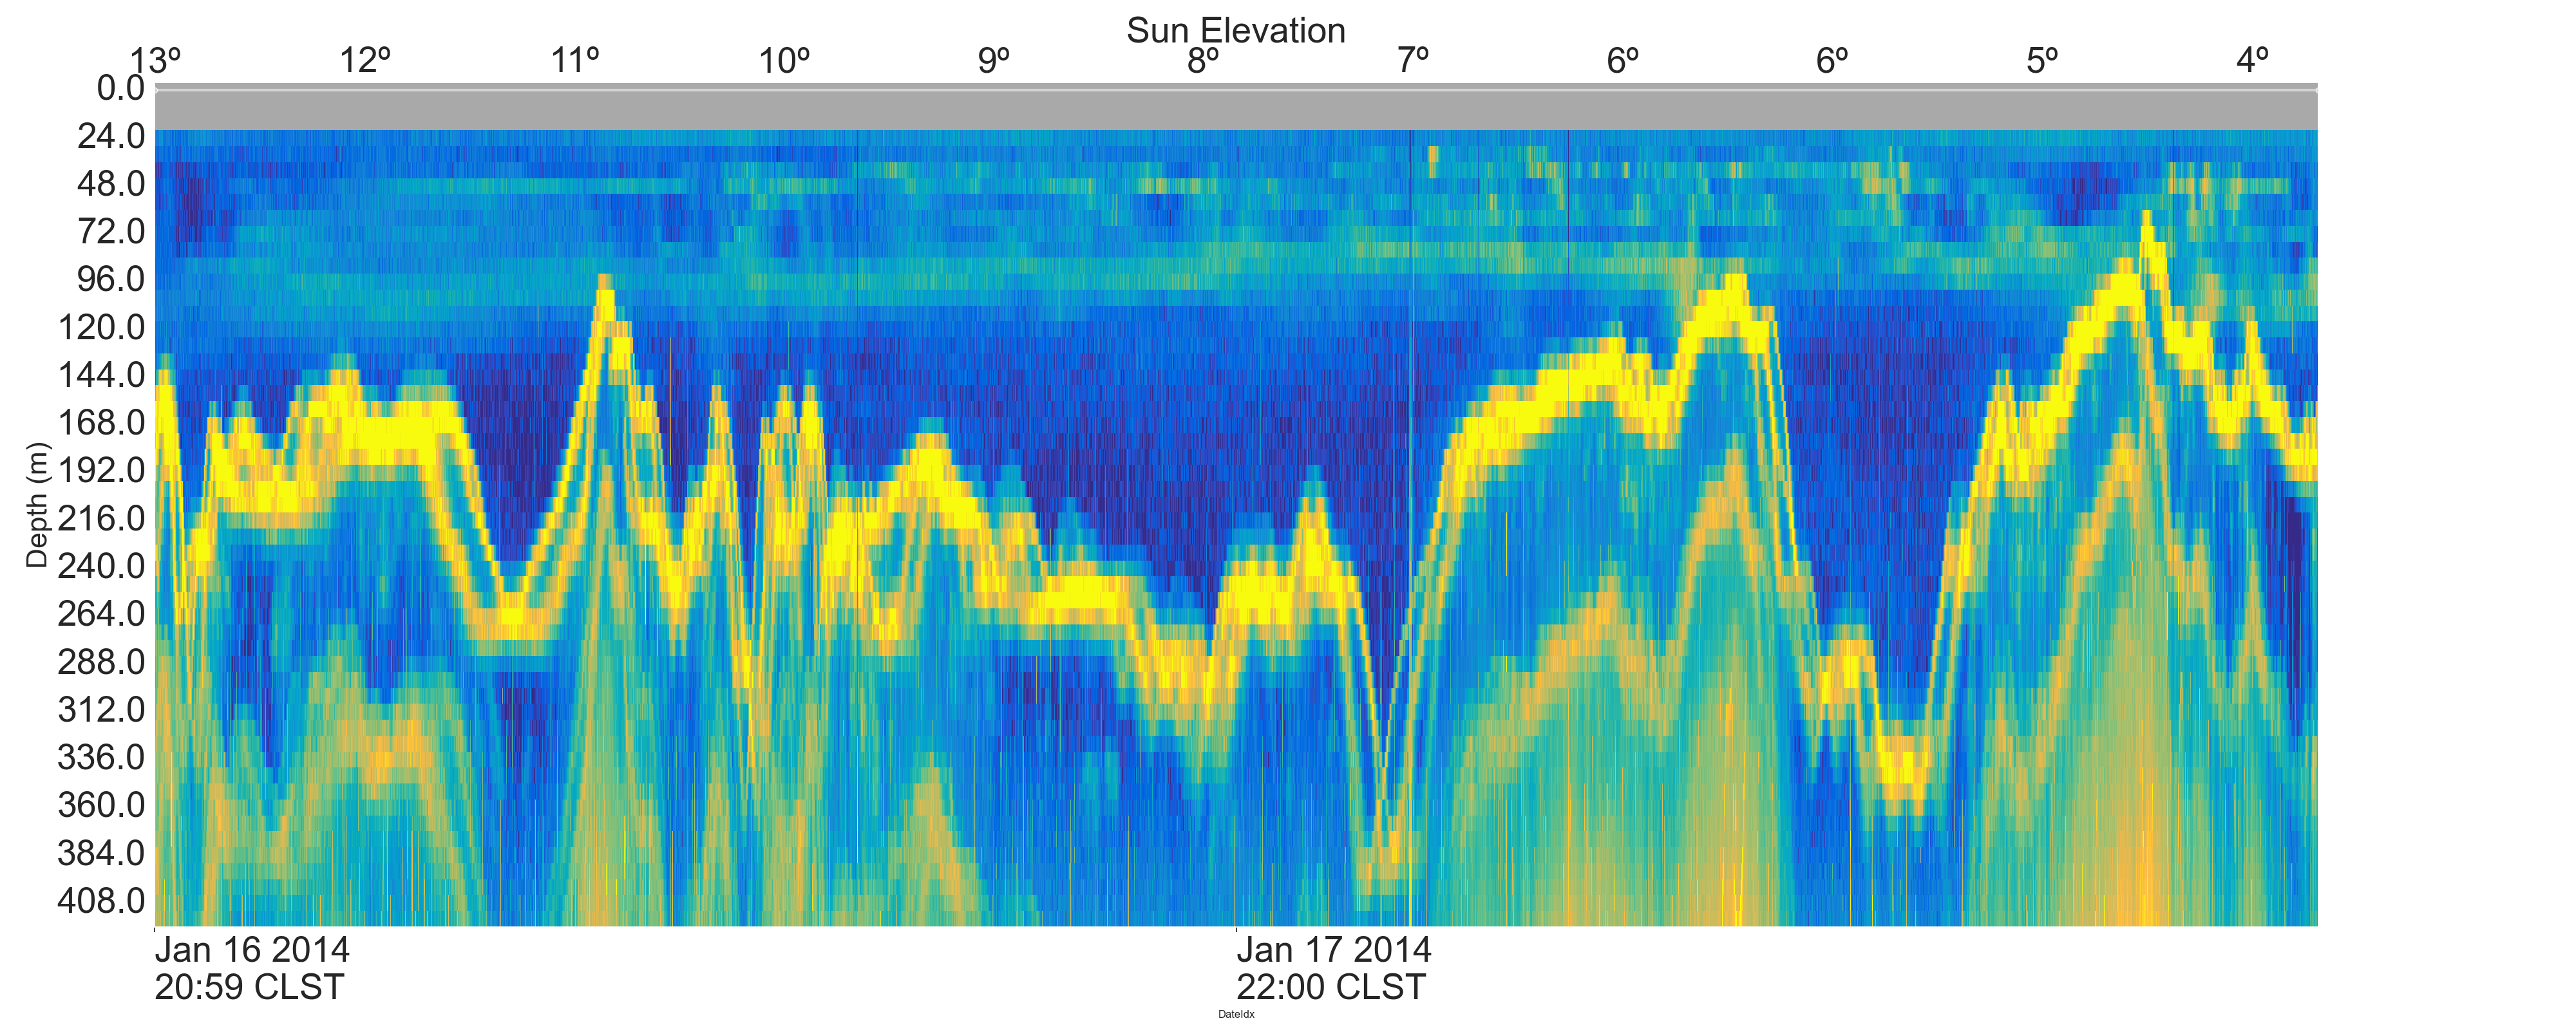 Sun Elevation
13º 12º 11º 10º 9º 8º 7º 6º 6º 5º 4º
0.0
24.0
48.0
72.0
96.0
120.0
144.0
168.0
192.0
216.0
240.0
264.0
288.0
312.0
336.0
360.0
384.0
408.0
Depth (m)
Jan 16 2014
20:59 CLST
Jan 17 2014
22:00 CLST
DateIdx